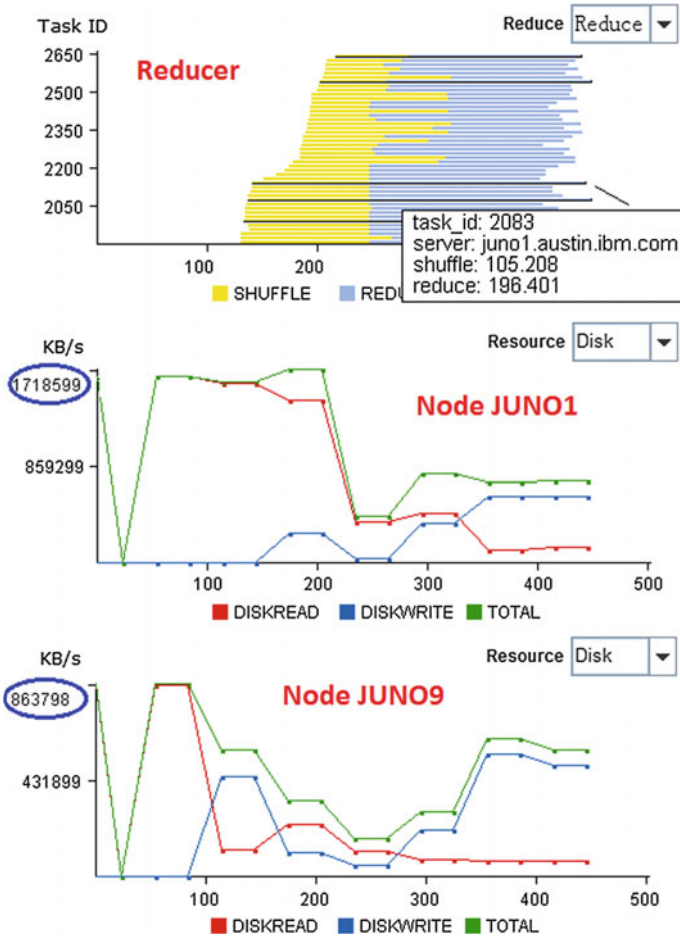 Task ID
Reduce Reduce
2650
Reducer
2500
2350
2200
2050
task_id: 2083
server: juno1.austin.ibm.com
shuffle: 105.208
reduce: 196.401
100 200
SHUFFLE REDU
KB/s
Resource Disk
1718599
Node JUNO1
859299
100 200 300 400 500
DISKREAD DISKWRITE TOTAL
KB/s
Resource Disk
863798
Node JUNO9
431899
100 200 300 400 500
DISKREAD DISKWRITE TOTAL